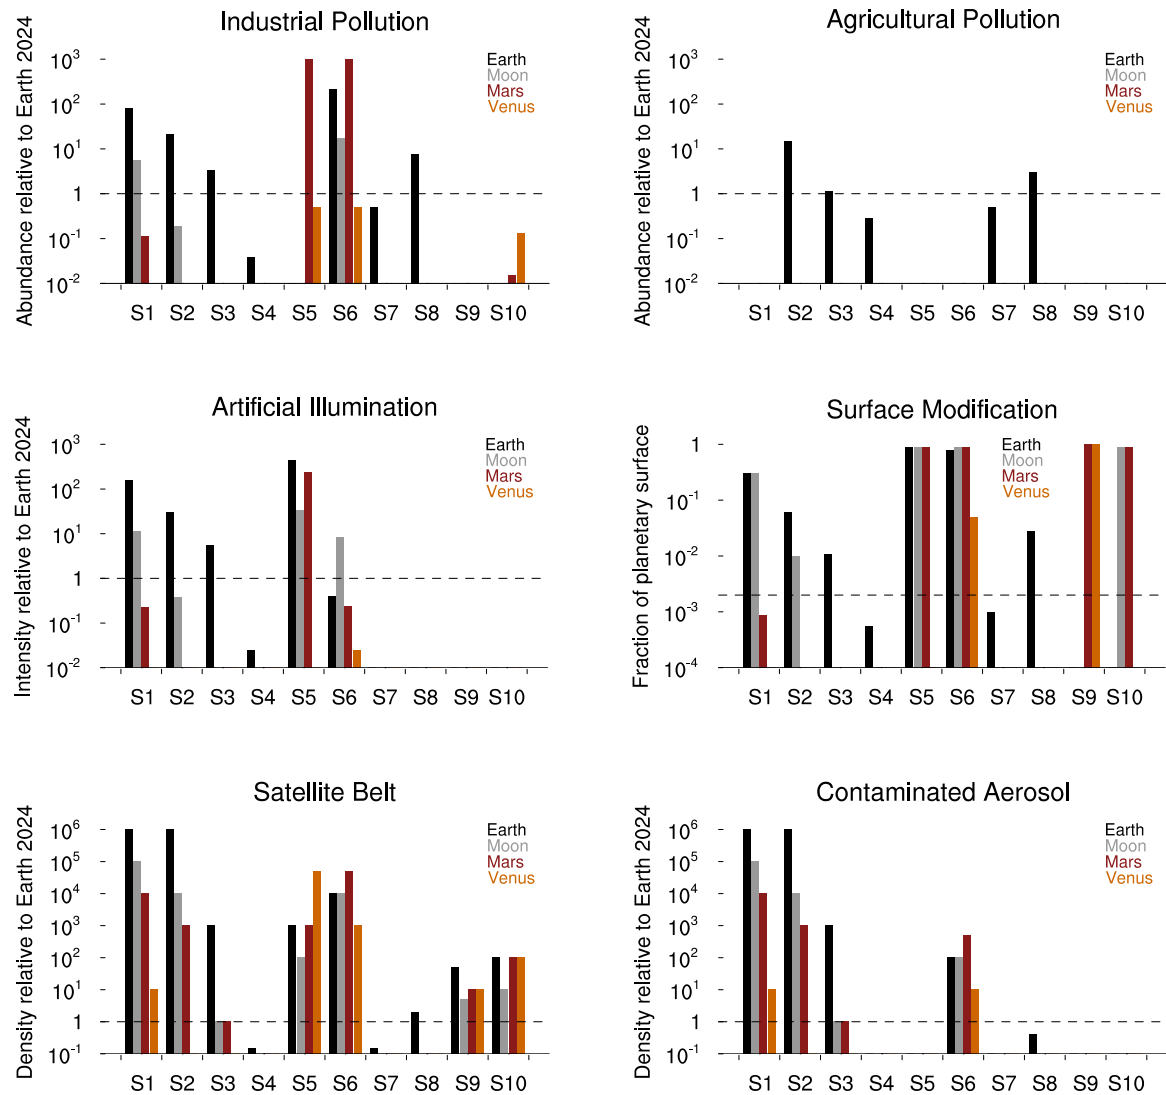 Industrial Pollution
Abundance relative to Earth 2024
10³
10²
10¹
1
10⁻¹
10⁻²
Earth
Moon
Mars
Venus
S1 S2 S3 S4 S5 S6 S7 S8 S9 S10
Agricultural Pollution
Abundance relative to Earth 2024
10³
10²
10¹
1
10⁻¹
10⁻²
Earth
Moon
Mars
Venus
S1 S2 S3 S4 S5 S6 S7 S8 S9 S10
Artificial Illumination
Intensity relative to Earth 2024
10³
10²
10¹
1
10⁻¹
10⁻²
Earth
Moon
Mars
Venus
S1 S2 S3 S4 S5 S6 S7 S8 S9 S10
Surface Modification
Fraction of planetary surface
1
10⁻¹
10⁻²
10⁻³
10⁻⁴
Earth
Moon
Mars
Venus
S1 S2 S3 S4 S5 S6 S7 S8 S9 S10
Satellite Belt
Density relative to Earth 2024
10⁶
10⁵
10⁴
10³
10²
10¹
1
10⁻¹
Earth
Moon
Mars
Venus
S1 S2 S3 S4 S5 S6 S7 S8 S9 S10
Contaminated Aerosol
Density relative to Earth 2024
10⁶
10⁵
10⁴
10³
10²
10¹
1
10⁻¹
Earth
Moon
Mars
Venus
S1 S2 S3 S4 S5 S6 S7 S8 S9 S10